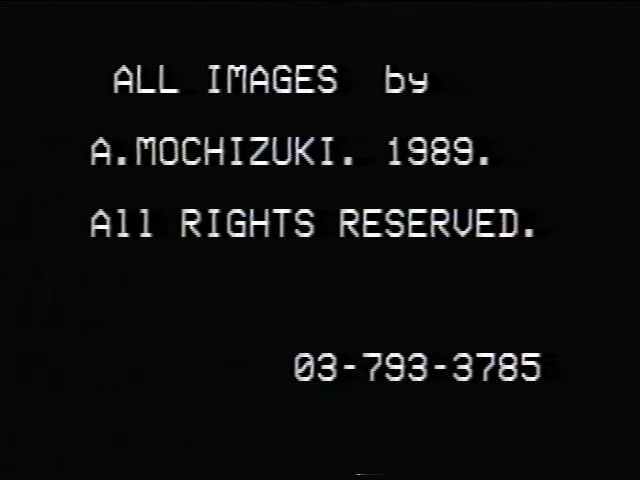 ALL IMAGES by
A.MOCHIZUKI. 1989.
All RIGHTS RESERVED.
03-793-3785